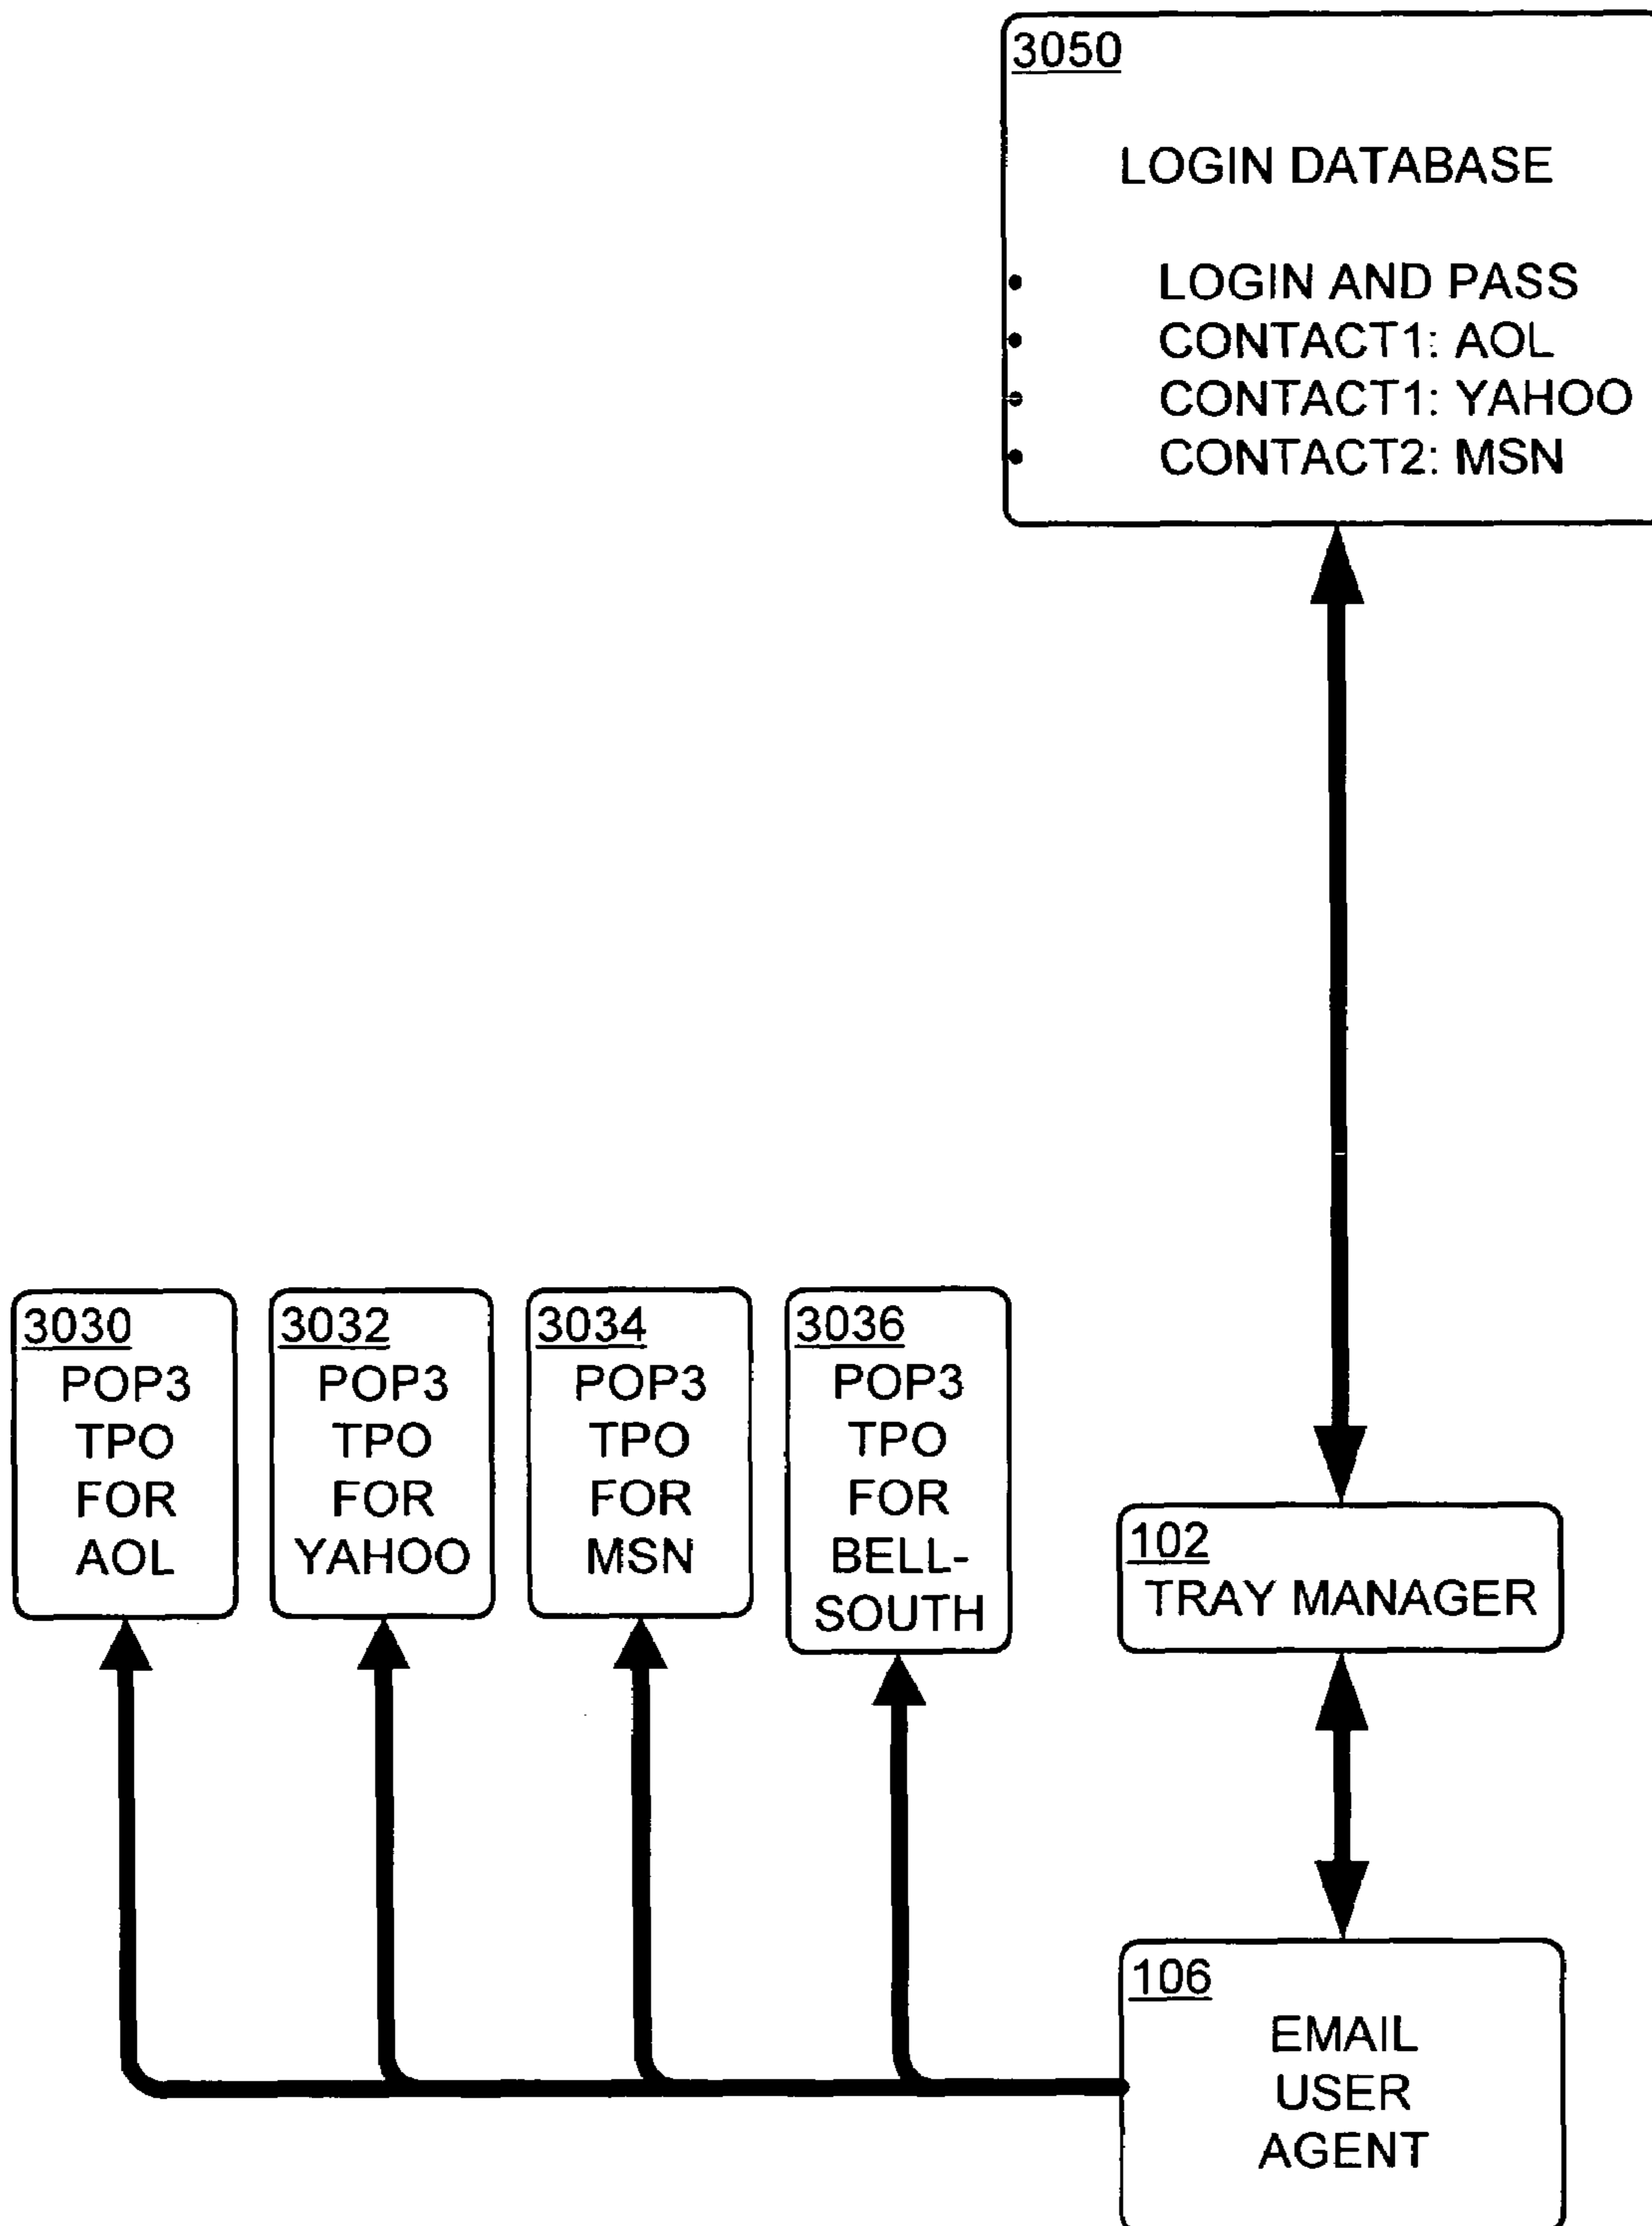 3050
LOGIN DATABASE
• LOGIN AND PASS
• CONTACT1: AOL
• CONTACT1: YAHOO
• CONTACT2: MSN
3030
POP3
TPO
FOR
AOL
3032
POP3
TPO
FOR
YAHOO
3034
POP3
TPO
FOR
MSN
3036
POP3
TPO
FOR
BELL-
SOUTH
102
TRAY MANAGER
106
EMAIL
USER
AGENT